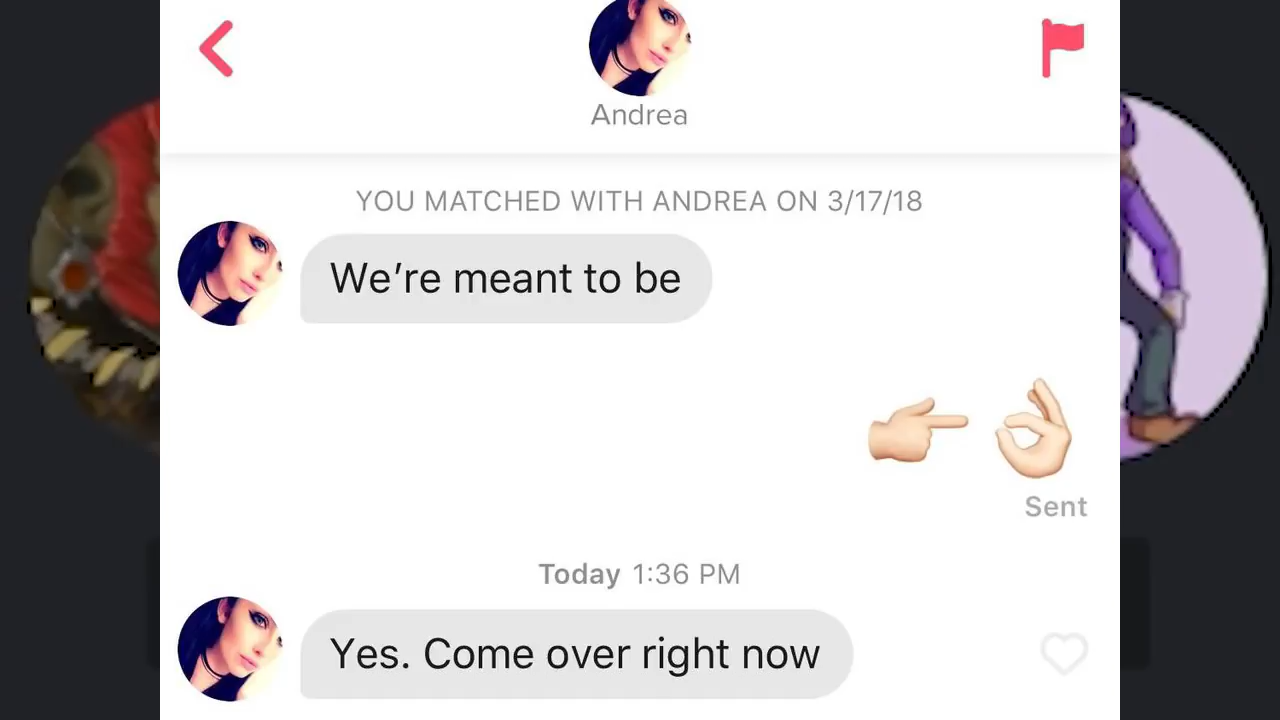 Andrea
YOU MATCHED WITH ANDREA ON 3/17/18
We’re meant to be
👉🏻 👌🏻
Sent
Today 1:36 PM
Yes. Come over right now